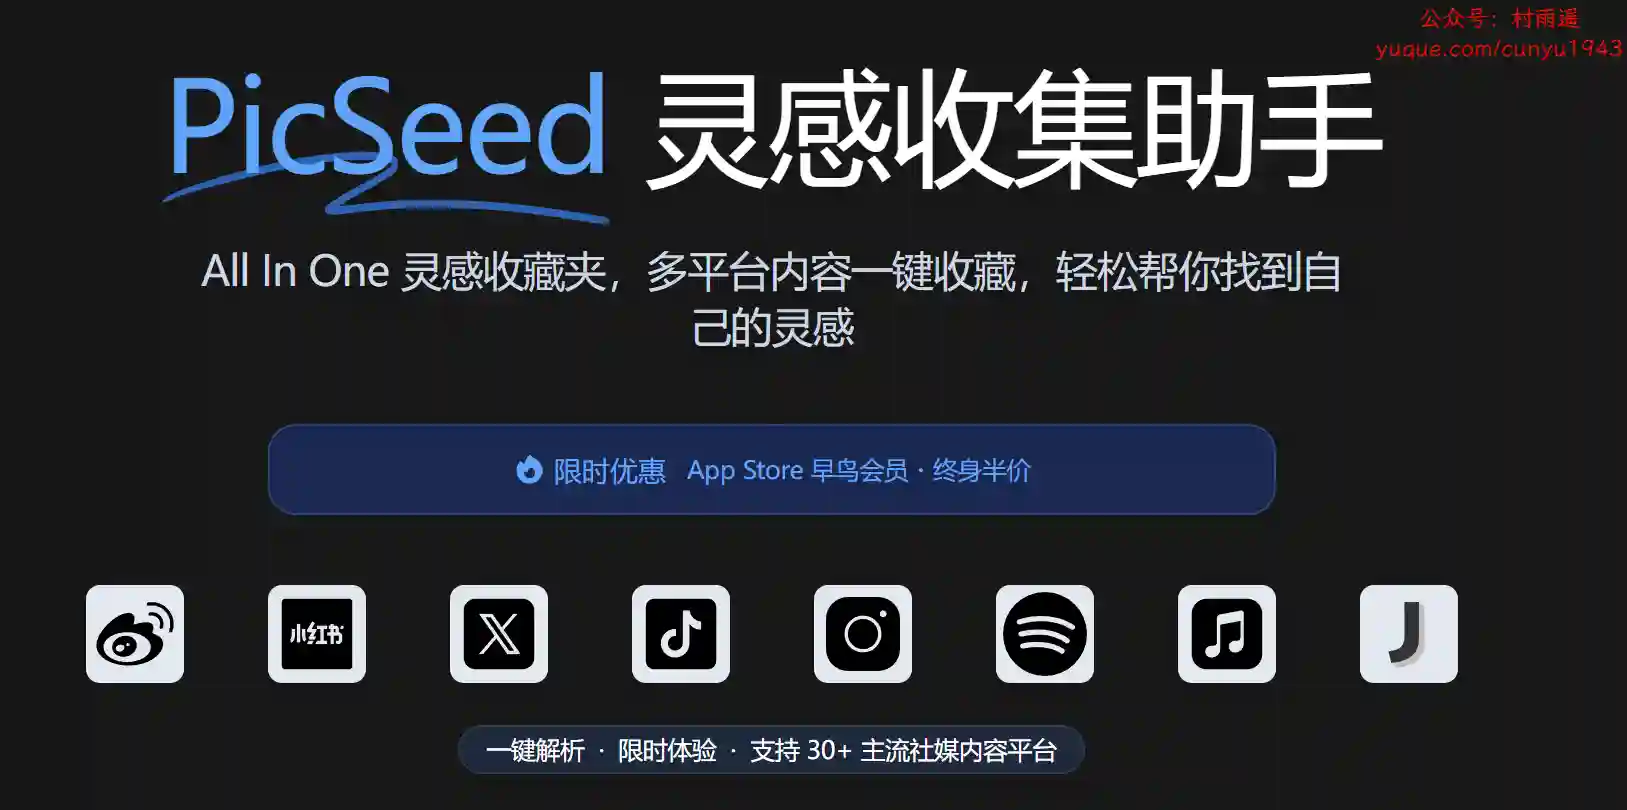 公众号：村雨遥
yuque.com/cunyu1943
PicSeed 灵感收集助手
All In One 灵感收藏夹，多平台内容一键收藏，轻松帮你找到自
己的灵感
限时优惠 App Store 早鸟会员 · 终身半价
小红书
一键解析 · 限时体验 · 支持 30+ 主流社媒内容平台